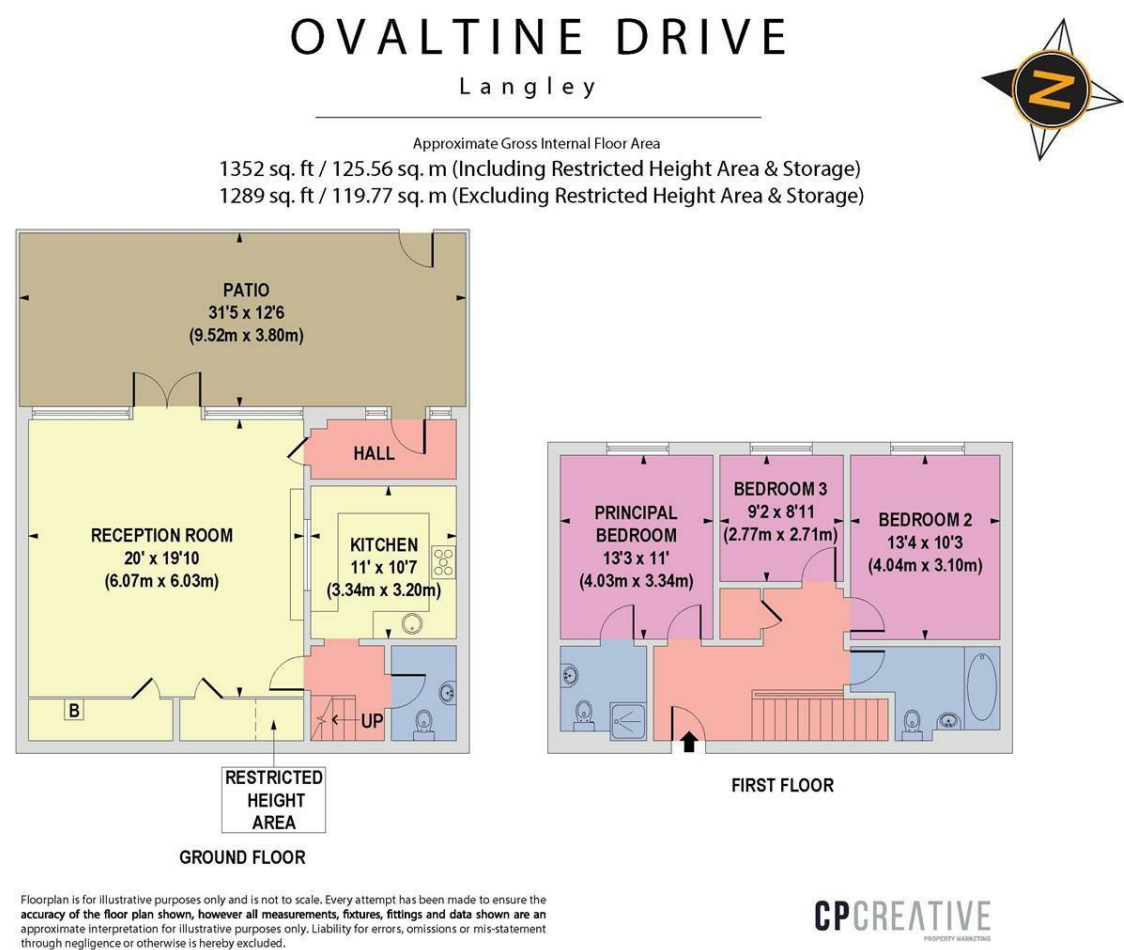 OVALTINE DRIVE
Langley
N
Approximate Gross Internal Floor Area
1352 sq. ft / 125.56 sq. m (Including Restricted Height Area & Storage)
1289 sq. ft / 119.77 sq. m (Excluding Restricted Height Area & Storage)
PATIO
31'5 x 12'6
(9.52m x 3.80m)
HALL
RECEPTION ROOM
20' x 19'10
(6.07m x 6.03m)
KITCHEN
11' x 10'7
(3.34m x 3.20m)
B
UP
RESTRICTED
HEIGHT
AREA
GROUND FLOOR
PRINCIPAL
BEDROOM
13'3 x 11'
(4.03m x 3.34m)
BEDROOM 3
9'2 x 8'11
(2.77m x 2.71m)
BEDROOM 2
13'4 x 10'3
(4.04m x 3.10m)
FIRST FLOOR
Floorplan is for illustrative purposes only and is not to scale. Every attempt has been made to ensure the
accuracy of the floor plan shown, however all measurements, fixtures, fittings and data shown are an
approximate interpretation for illustrative purposes only. Liability for errors, omissions or mis-statement
through negligence or otherwise is hereby excluded.
CPCREATIVE
PROPERTY MARKETING